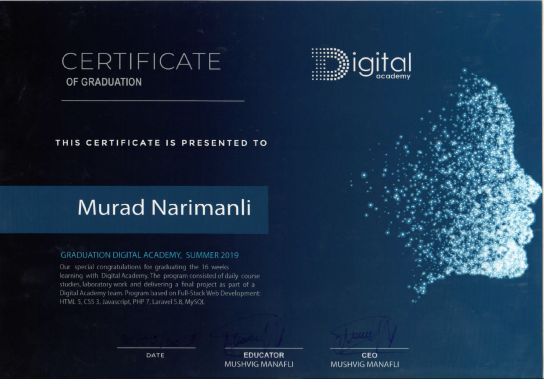 CERTIFICATE
OF GRADUATION
Digital
academy
THIS CERTIFICATE IS PRESENTED TO
Murad Narimanli
GRADUATION DIGITAL ACADEMY, SUMMER 2019
Our special congratulations for graduating the 16 weeks
learning with Digital Academy. The program consisted of daily course
studies, laboratory work and delivering a final project as part of a
Digital Academy team. Program based on Full-Stack Web Development:
HTML 5, CSS 3, Javascript, PHP 7, Laravel 5.8, MySQL
DATE
EDUCATOR
MUSHVIG MANAFLI
CEO
MUSHVIG MANAFLI